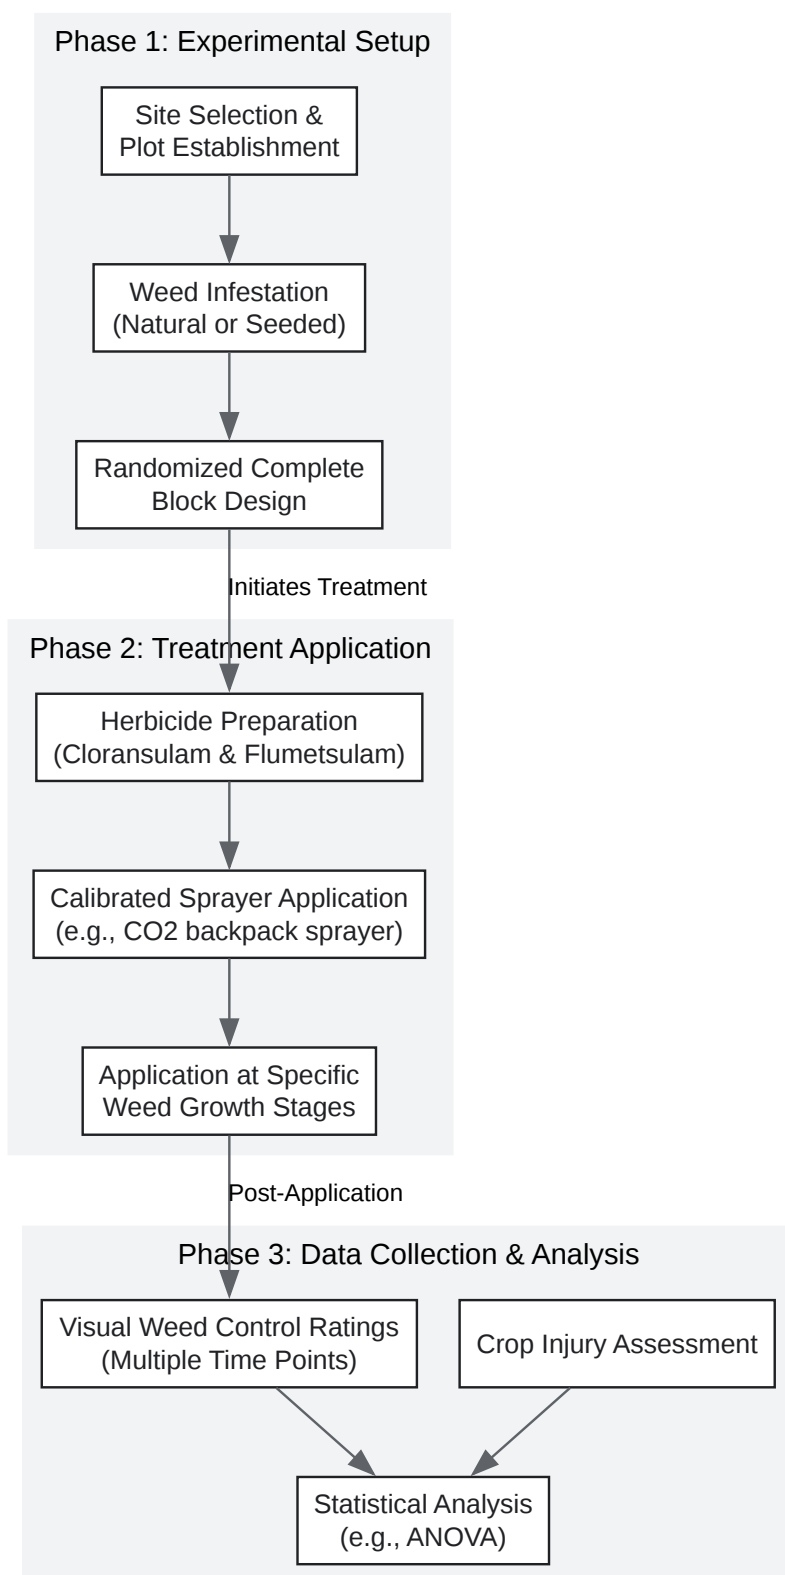 Phase 1: Experimental Setup
Site Selection &
Plot Establishment
Weed Infestation
(Natural or Seeded)
Randomized Complete
Block Design
Initiates Treatment
Phase 2: Treatment Application
Herbicide Preparation
(Cloransulam & Flumetsulam)
Calibrated Sprayer Application
(e.g., CO2 backpack sprayer)
Application at Specific
Weed Growth Stages
Post-Application
Phase 3: Data Collection & Analysis
Visual Weed Control Ratings
(Multiple Time Points)
Crop Injury Assessment
Statistical Analysis
(e.g., ANOVA)